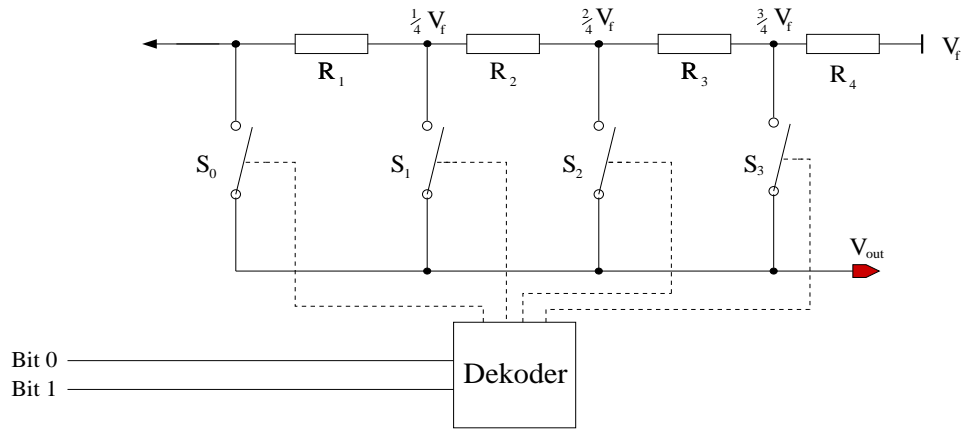 1/4 V_f 2/4 V_f 3/4 V_f
V_f
R_1 R_2 R_3 R_4
S_0 S_1 S_2 S_3
V_out
Bit 0
Bit 1
Dekoder